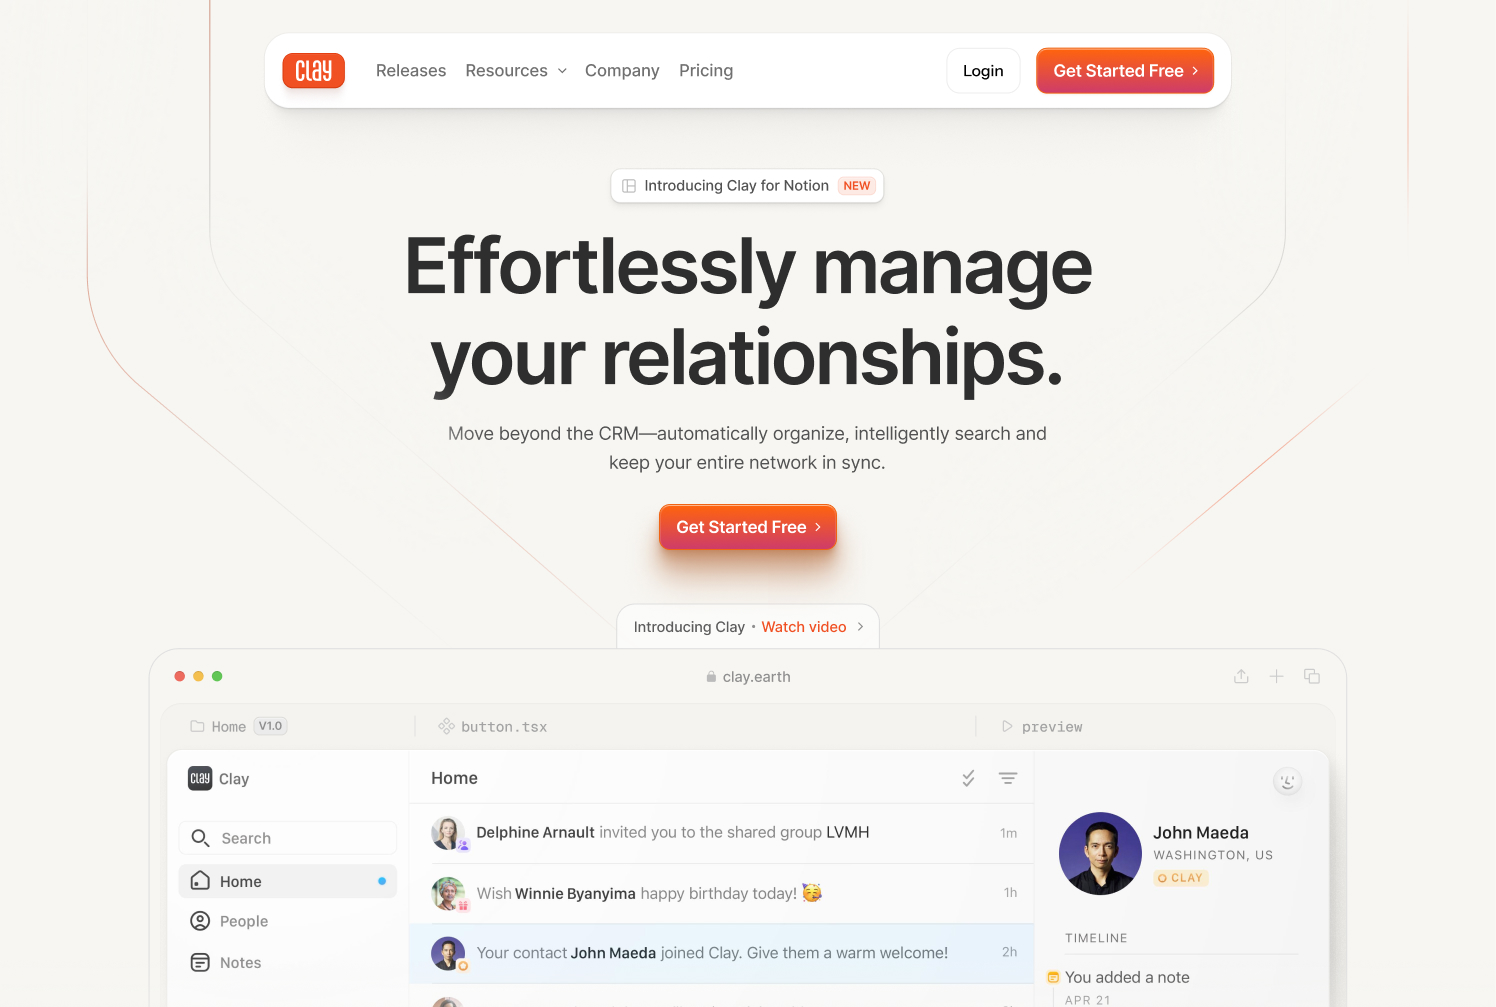 Clay
Releases
Resources
Company
Pricing
Login
Get Started Free
Introducing Clay for Notion NEW
Effortlessly manage
your relationships.
Move beyond the CRM—automatically organize, intelligently search and
keep your entire network in sync.
Get Started Free
Introducing Clay • Watch video
clay.earth
Home V1.0
button.tsx
preview
CLAY Clay
Search
Home
People
Notes
Home
Delphine Arnault invited you to the shared group LVMH 1m
Wish Winnie Byanyima happy birthday today! 🥳 1h
Your contact John Maeda joined Clay. Give them a warm welcome! 2h
John Maeda
WASHINGTON, US
CLAY
TIMELINE
You added a note
APR 21